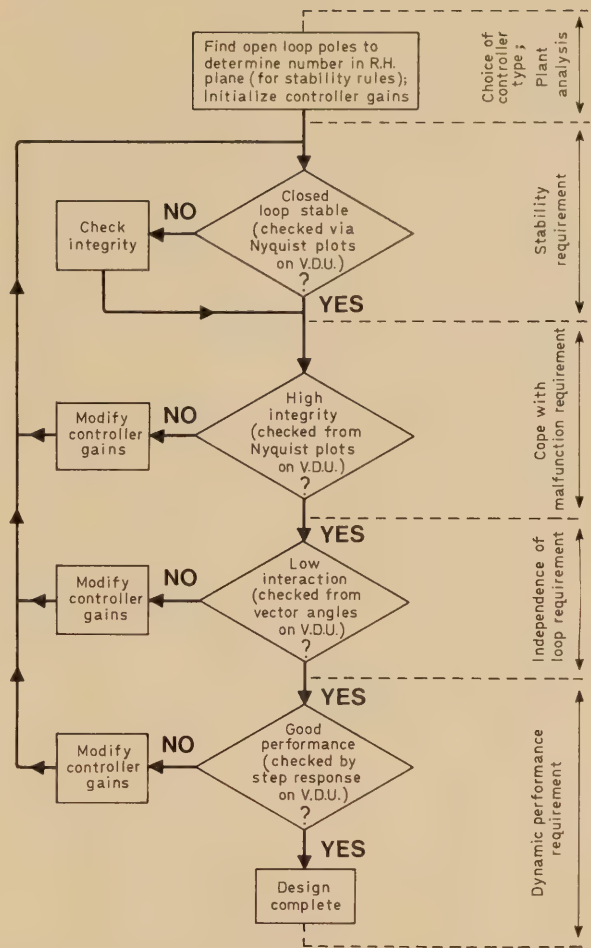 Find open loop poles to
determine number in R.H.
plane (for stability rules);
Initialize controller gains
Choice of
controller
type;
Plant
analysis
Closed
loop stable
(checked via
Nyquist plots
on V.D.U.)
?
NO
Check
integrity
YES
Stability
requirement
High
integrity
(checked from
Nyquist plots
on V.D.U.)
?
NO
Modify
controller
gains
YES
Cope with
malfunction requirement
Low
interaction
(checked from
vector angles
on V.D.U.)
?
NO
Modify
controller
gains
YES
Independence of
loop requirement
Good
performance
(checked by
step response
on V.D.U.)
?
NO
Modify
controller
gains
YES
Dynamic performance
requirement
Design
complete